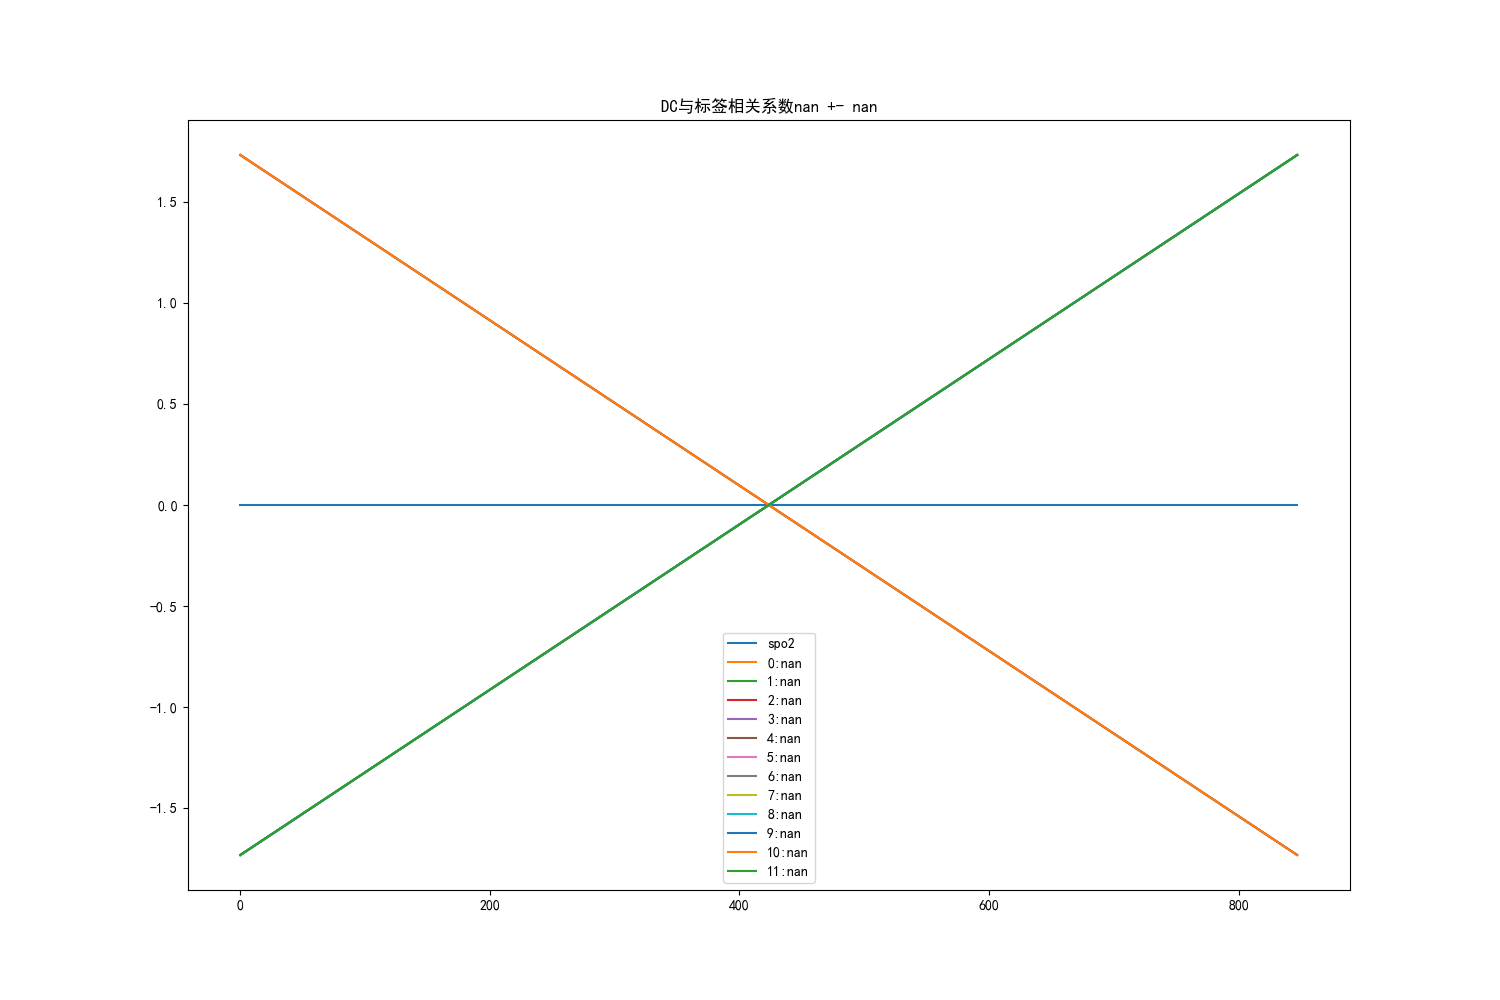 DC与标签相关系数nan +- nan
1.5
1.0
0.5
0.0
-0.5
-1.0
-1.5
spo2
0:nan
1:nan
2:nan
3:nan
4:nan
5:nan
6:nan
7:nan
8:nan
9:nan
10:nan
11:nan
0 200 400 600 800